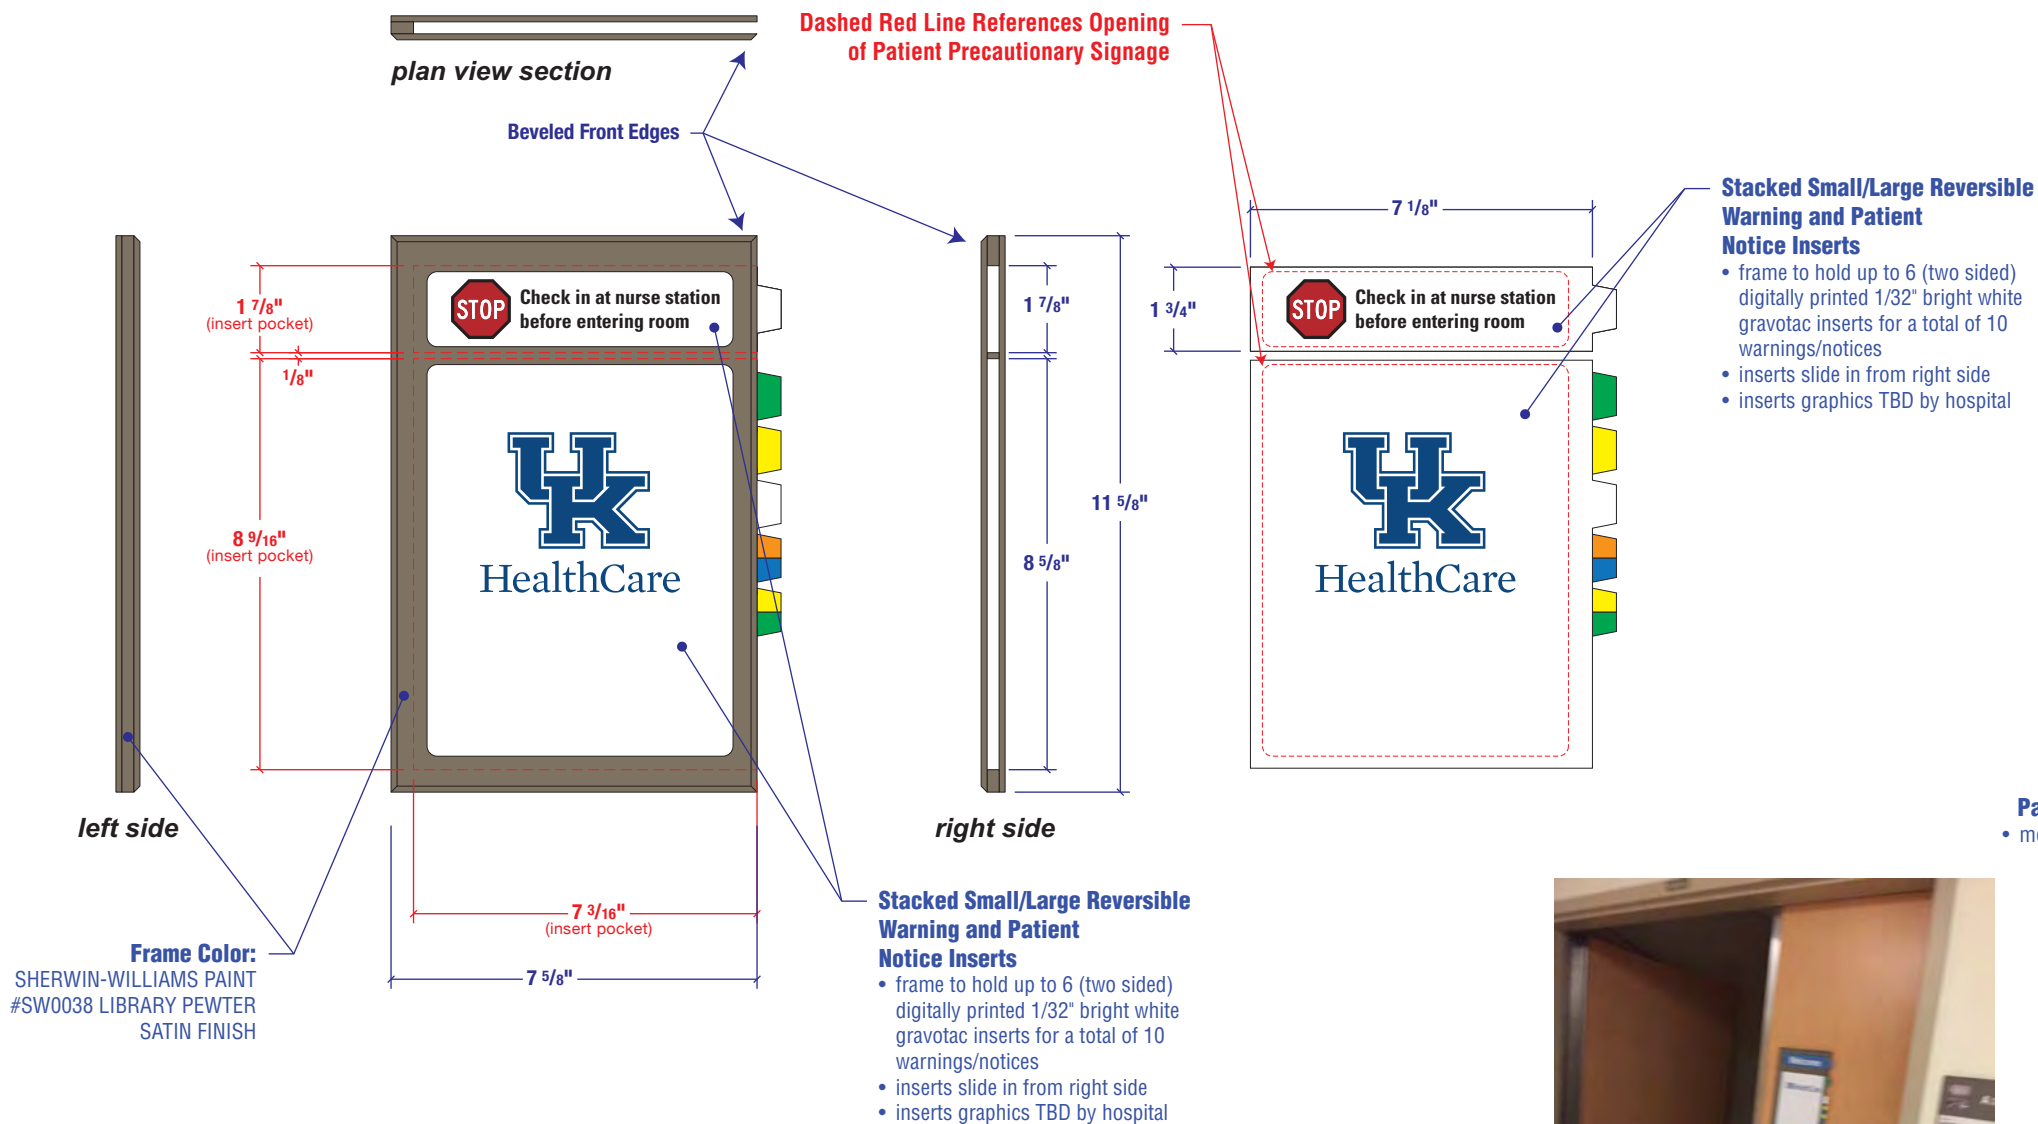 plan view section
Dashed Red Line References Opening
of Patient Precautionary Signage
Beveled Front Edges
Stacked Small/Large Reversible
Warning and Patient
Notice Inserts
• frame to hold up to 6 (two sided)
digitally printed 1/32" bright white
gravotac inserts for a total of 10
warnings/notices
• inserts slide in from right side
• inserts graphics TBD by hospital
1 7/8"
(insert pocket)
1/8"
8 9/16"
(insert pocket)
STOP
Check in at nurse station
before entering room
UK
HealthCare
7 3/16"
(insert pocket)
7 5/8"
left side
Frame Color:
SHERWIN-WILLIAMS PAINT
#SW0038 LIBRARY PEWTER
SATIN FINISH
1 7/8"
8 5/8"
11 5/8"
right side
7 1/8"
1 3/4"
STOP
Check in at nurse station
before entering room
UK
HealthCare
Stacked Small/Large Reversible
Warning and Patient
Notice Inserts
• frame to hold up to 6 (two sided)
digitally printed 1/32" bright white
gravotac inserts for a total of 10
warnings/notices
• inserts slide in from right side
• inserts graphics TBD by hospital